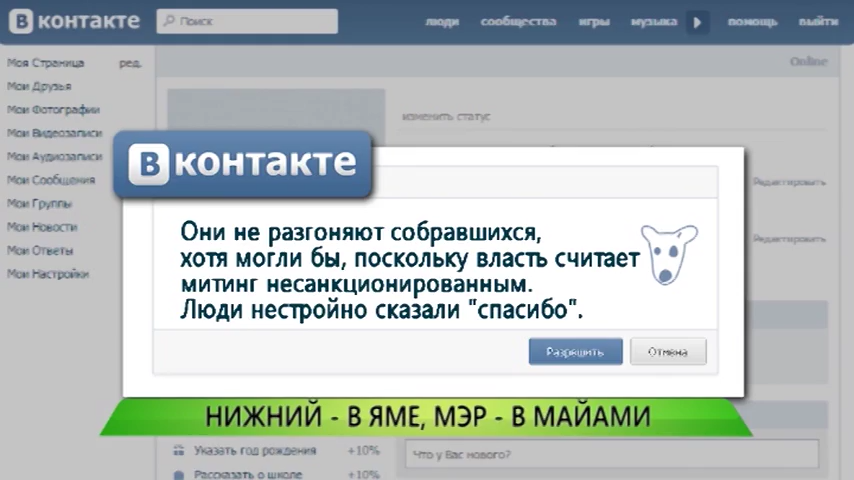 В контакте
Поиск
люди сообщества игры музыка помощь выйти
Моя Страница ред.
Online
Мои Друзья
Мои Фотографии
изменить статус
Мои Видеозаписи
Мои Аудиозаписи
Мои Сообщения
Мои Группы
Мои Новости
Мои Ответы
Мои Настройки
Редактировать
Редактировать
В контакте
Они не разгоняют собравшихся,
хотя могли бы, поскольку власть считает
митинг несанкционированным.
Люди нестройно сказали "спасибо".
Разрешить Отмена
НИЖНИЙ - В ЯМЕ, МЭР - В МАЙАМИ
Указать год рождения +10%
Что у Вас нового?
Рассказать о школе +10%